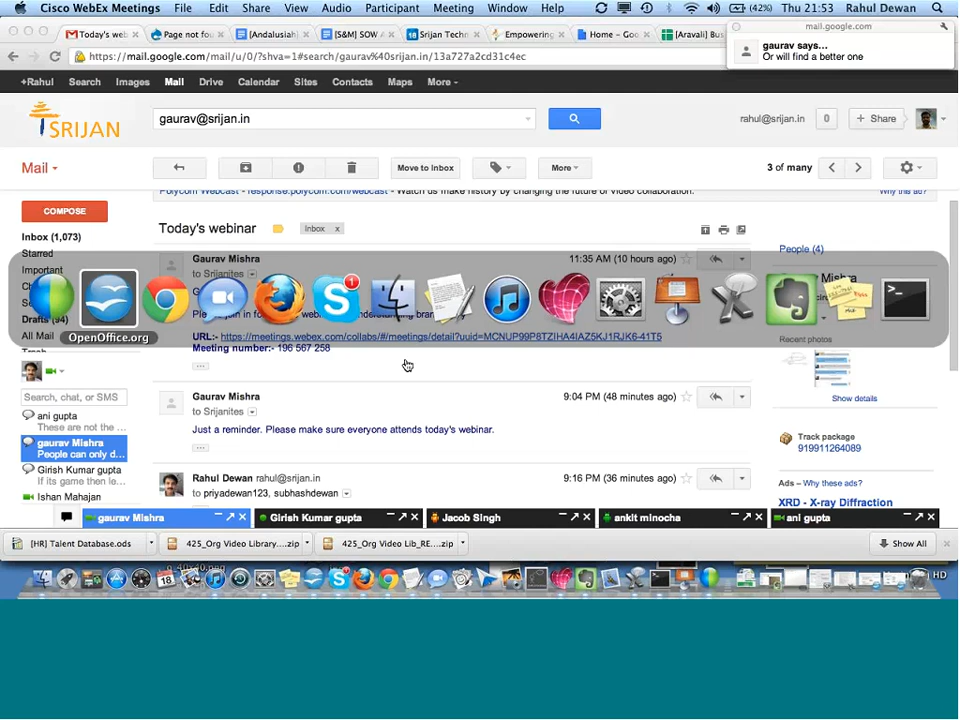 Cisco WebEx Meetings File Edit Share View Audio Participant Meeting Window Help (42%) Thu 21:53 Rahul Dewan
Today's web Page not fou [Andalusiah [S&M] SOW A Srijan Techn Empowering Home – Goo [Aravali] Bus
mail.google.com
gaurav says...
Or will find a better one
https://mail.google.com/mail/u/0/?shva=1#search/gaurav%40srijan.in/13a727a2cd31c4ec
+Rahul Search Images Mail Drive Calendar Sites Contacts Maps More
SRIJAN
gaurav@srijan.in
rahul@srijan.in 0 + Share
Mail
Move to Inbox More 3 of many
Polycom Webcast - response.polycom.com/webcast - Watch us make history by changing the future of video collaboration. Why this ad?
COMPOSE
Inbox (1,073)
Starred
Important
Drafts (94)
All Mail
Today's webinar Inbox x
People (4)
Gaurav Mishra 11:35 AM (10 hours ago)
to Srijanites
Mishra
1
OpenOffice.org
URL:- https://meetings.webex.com/collabs/#/meetings/detail?uuid=MCNUP99P8TZIHA4IAZ5KJ1RJK6-41T5
Meeting number:- 196 567 258
Recent photos
Show details
Search, chat, or SMS
ani gupta
These are not the ...
gaurav Mishra
People can only d...
Girish Kumar gupta
If its game then le...
Ishan Mahajan
Gaurav Mishra 9:04 PM (48 minutes ago)
to Srijanites
Just a reminder. Please make sure everyone attends today's webinar.
Track package
919911264089
Rahul Dewan rahul@srijan.in 9:16 PM (36 minutes ago)
to priyadewan123, subhashdewan
Ads – Why these ads?
XRD - X-ray Diffraction
gaurav Mishra Girish Kumar gupta Jacob Singh ankit minocha ani gupta
[HR] Talent Database.ods 425_Org Video Library....zip 425_Org Video Lib_RE....zip Show All
18
HD